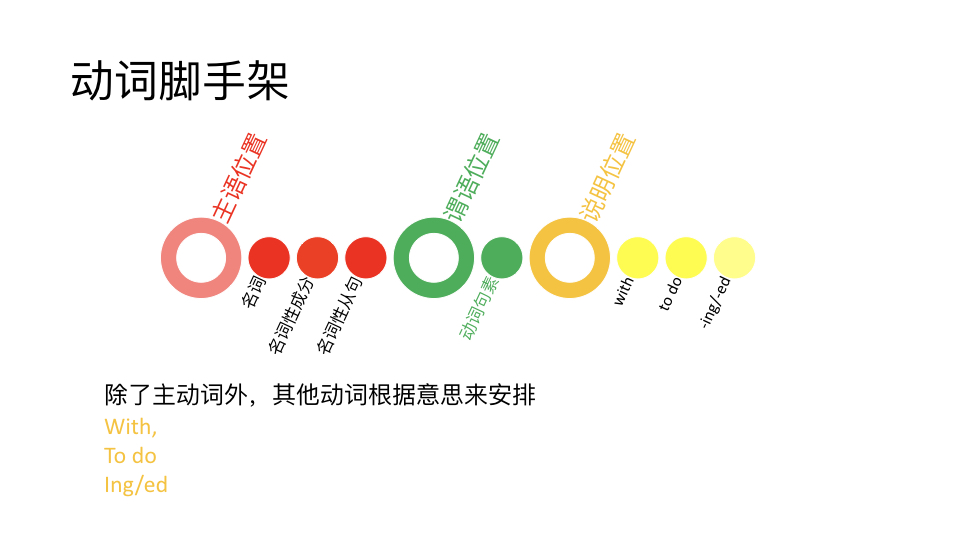 动词脚手架
主语位置
谓语位置
说明位置
名词
名词性成分
名词性从句
动词句素
with
to do
-ing/-ed
除了主动词外，其他动词根据意思来安排
With,
To do
Ing/ed